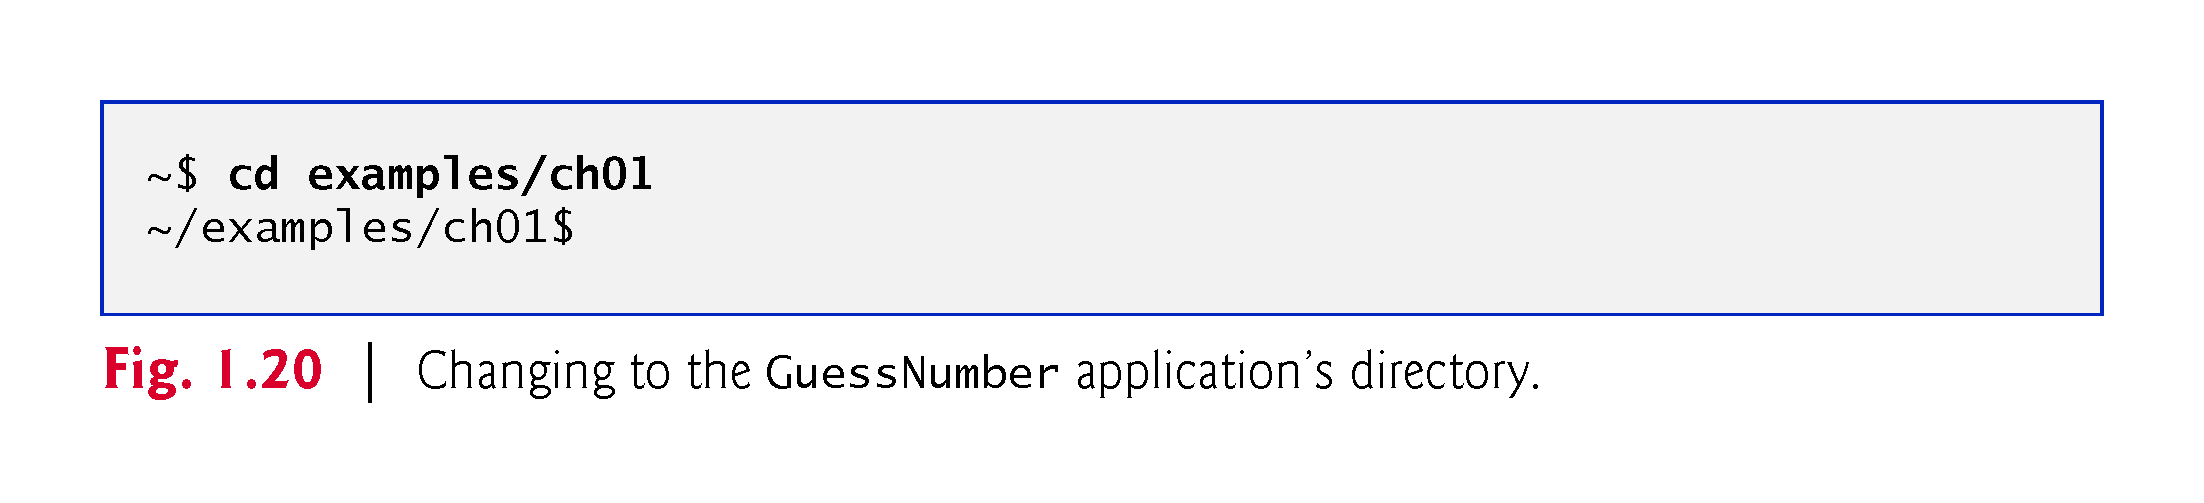 ~$ cd examples/ch01
~/examples/ch01$
Fig. 1.20 | Changing to the GuessNumber application’s directory.